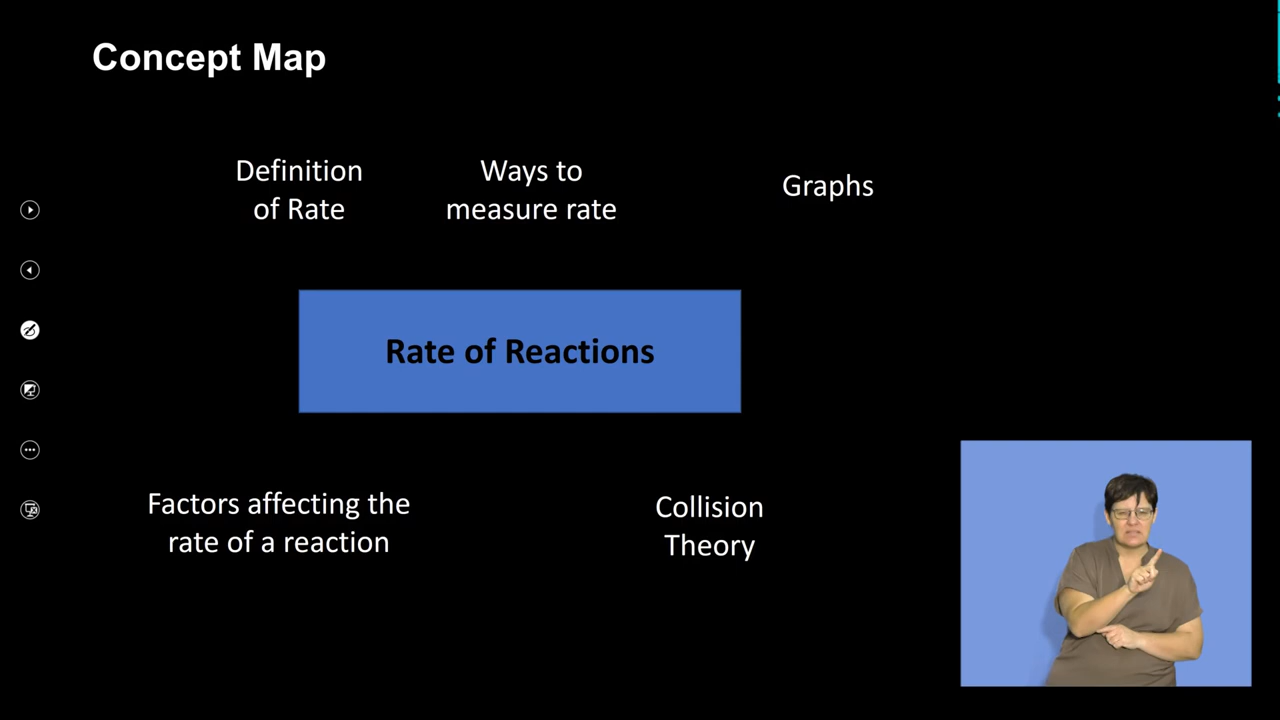 Concept Map
Definition
of Rate
Ways to
measure rate
Graphs
Rate of Reactions
Factors affecting the
rate of a reaction
Collision
Theory